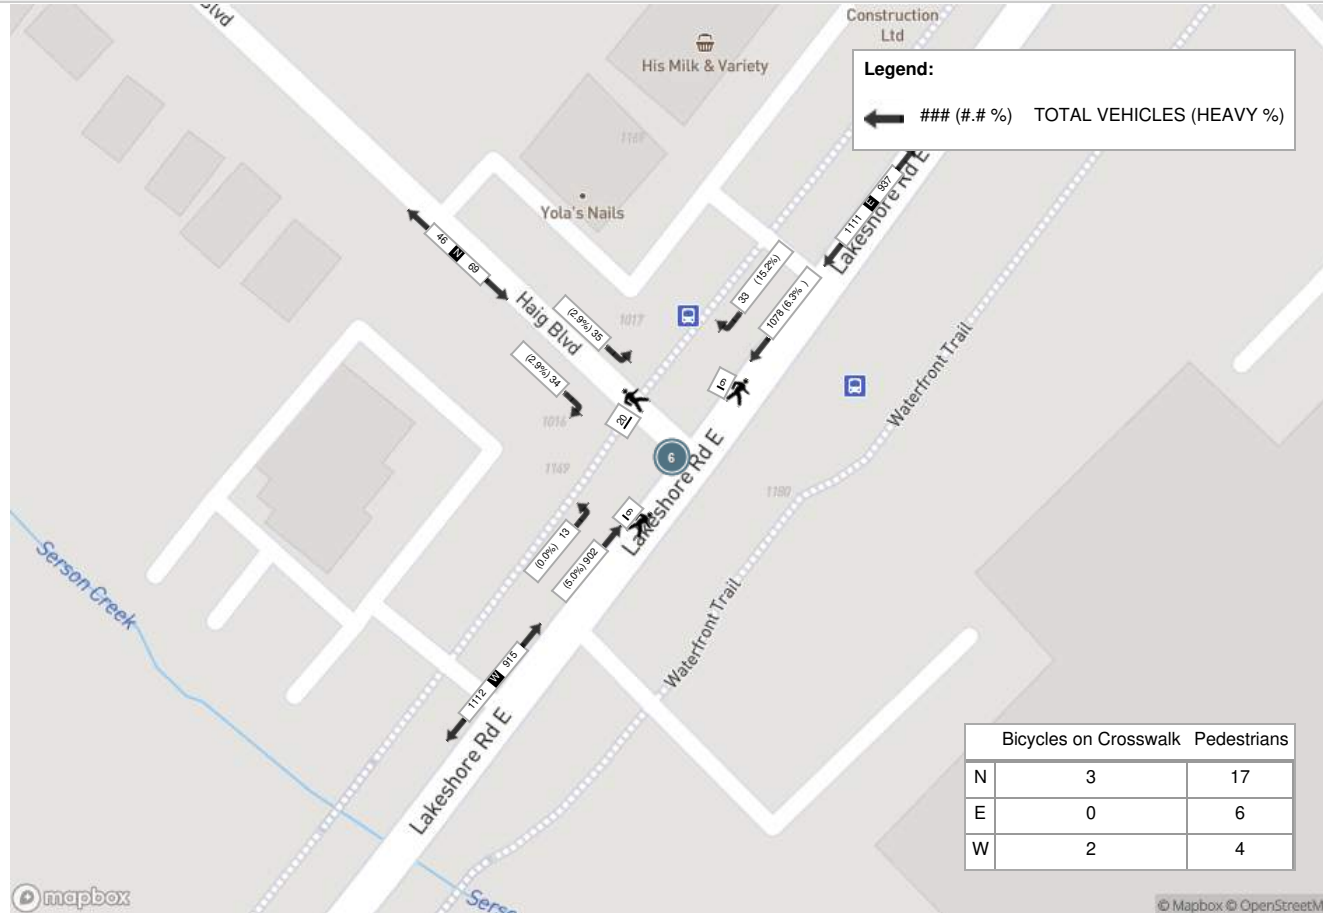 Blvd
Construction
Ltd
His Milk & Variety
Legend:
### (#.# %) TOTAL VEHICLES (HEAVY %)
1169
Yola's Nails
Lakeshore Rd E
937
E
1111
46
N
69
33 (15.2%)
1078 (6.3% )
Haig Blvd
(2.9%) 35
1017
(2.9%) 34
Waterfront Trail
6
20
1016
6
Lakeshore Rd E
1149
1180
6
(0.0%) 13
(5.0%) 902
Serson Creek
Waterfront Trail
915
W
1112
Lakeshore Rd E
Bicycles on Crosswalk Pedestrians
N 3 17
E 0 6
W 2 4
mapbox
Serso
© Mapbox © OpenStreetM